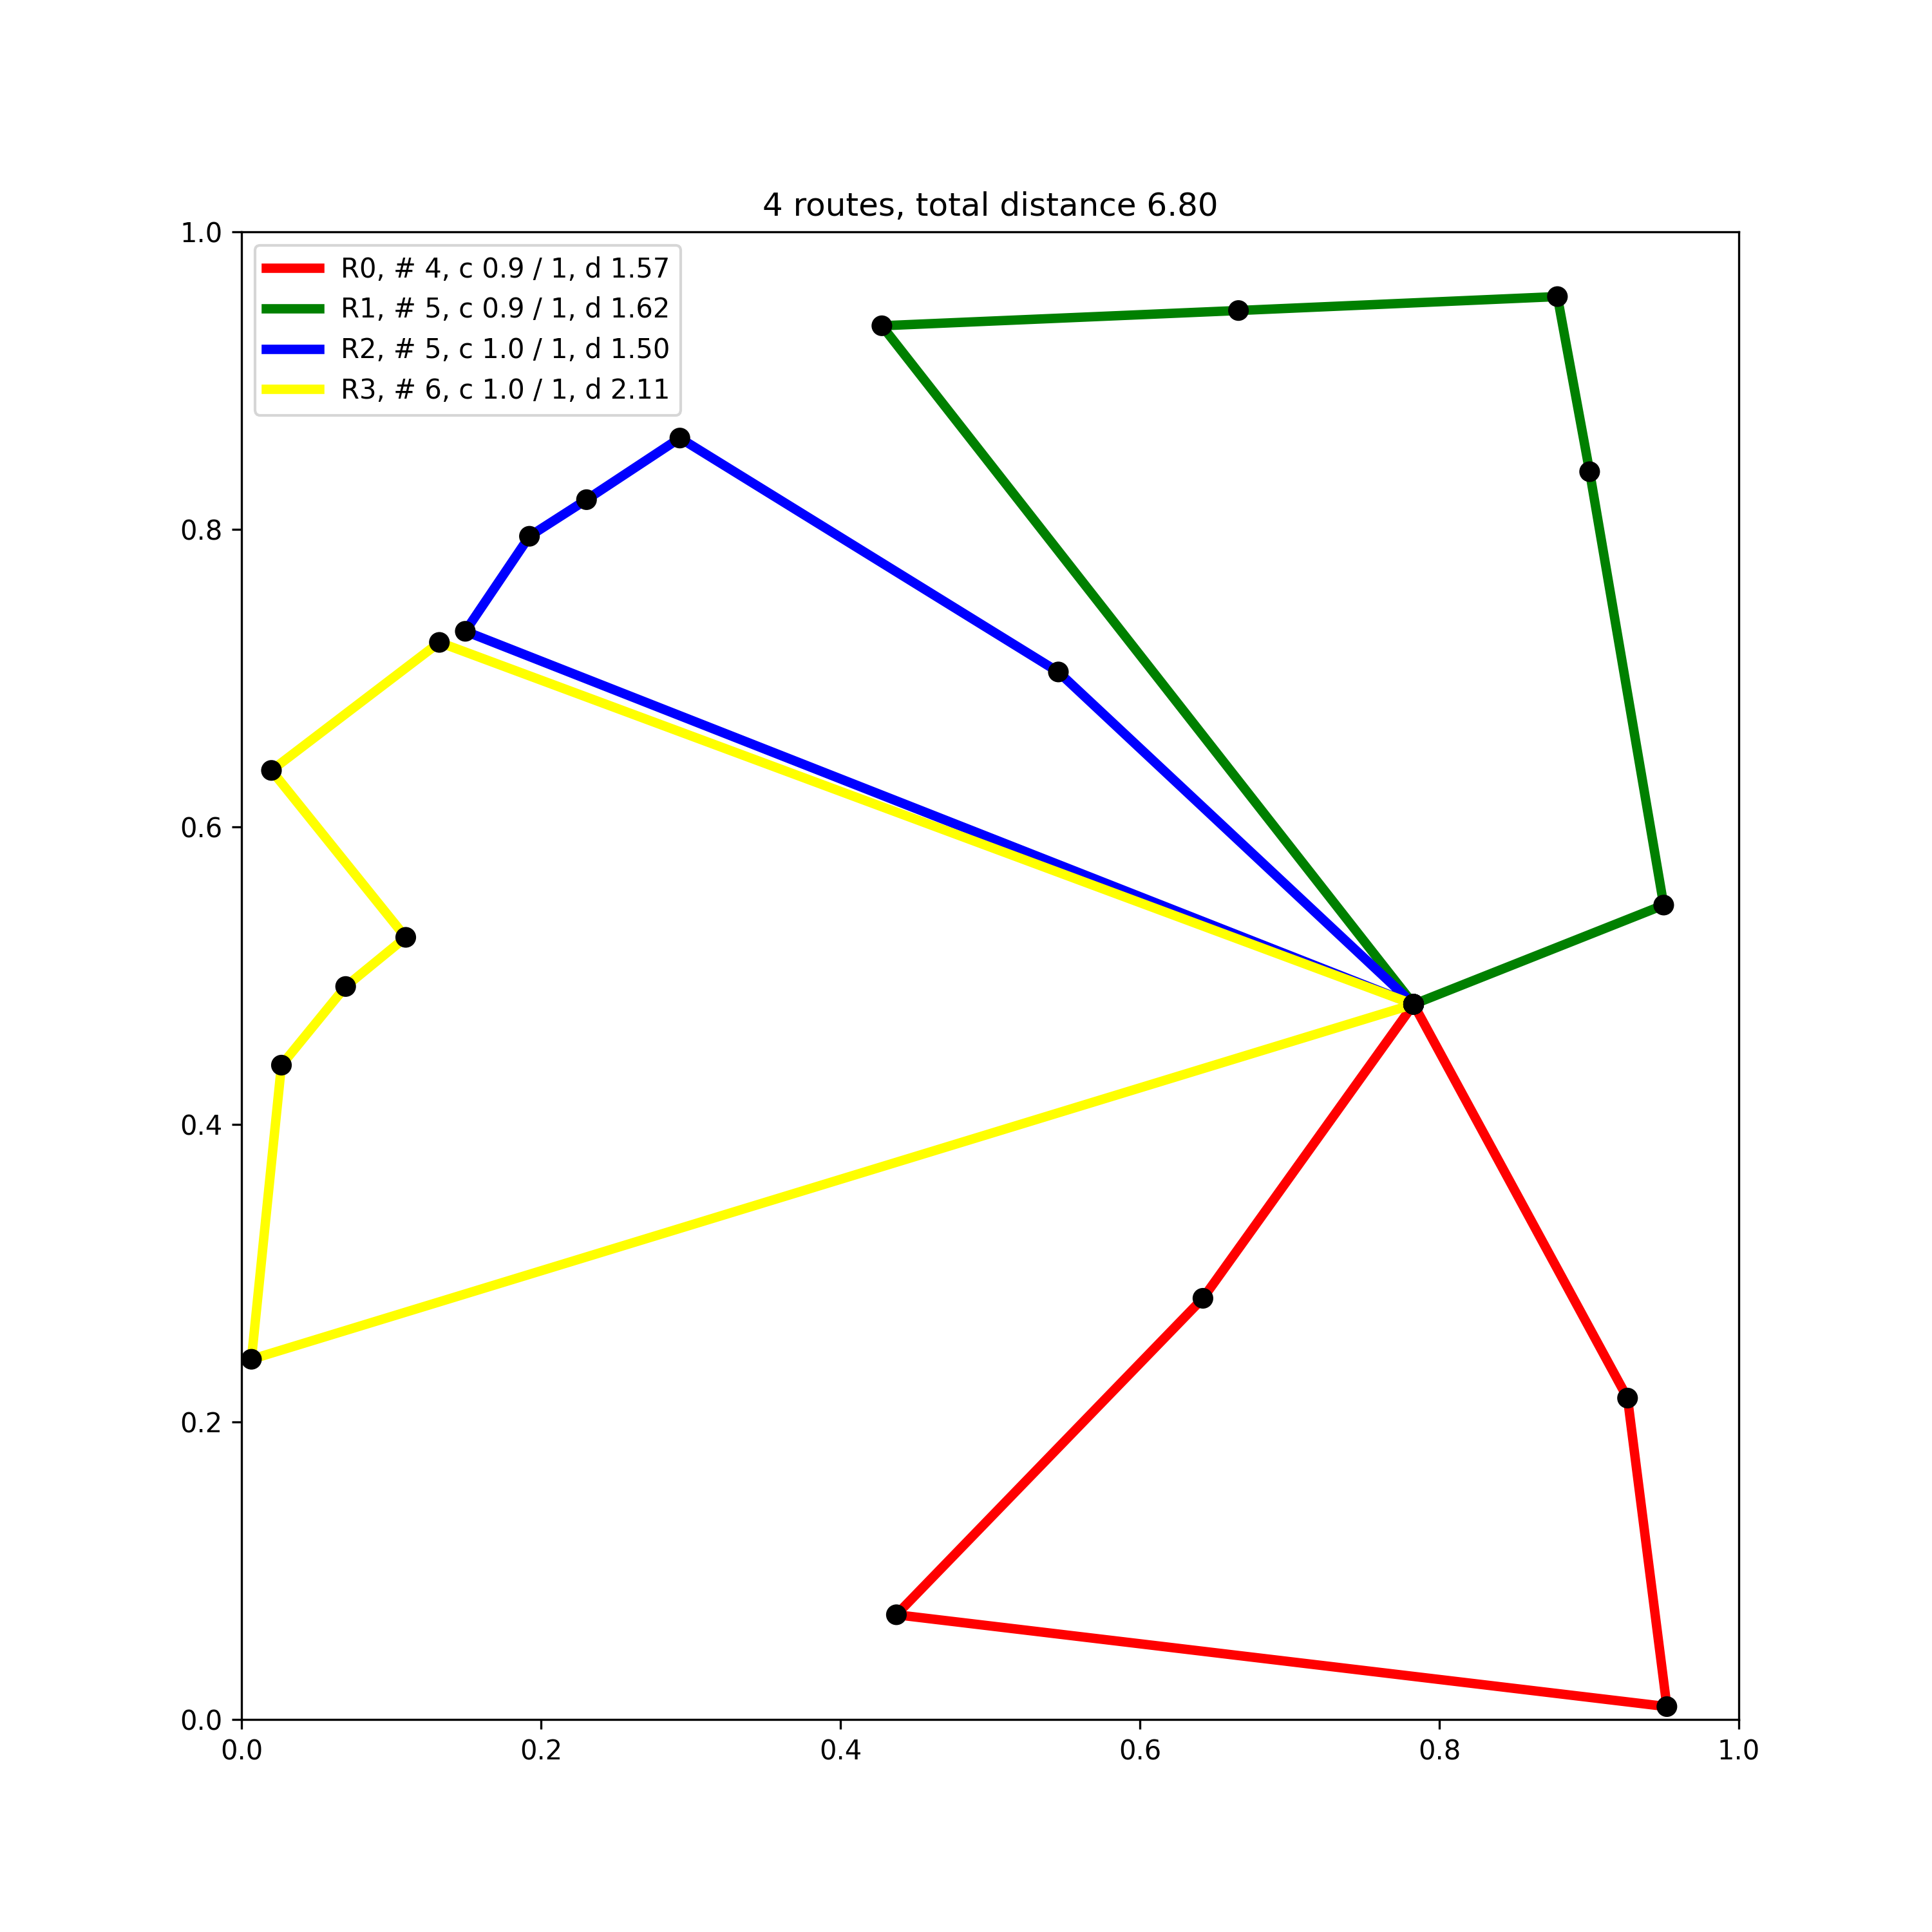 4 routes, total distance 6.80
1.0
R0, # 4, c 0.9 / 1, d 1.57
R1, # 5, c 0.9 / 1, d 1.62
R2, # 5, c 1.0 / 1, d 1.50
R3, # 6, c 1.0 / 1, d 2.11
0.8
0.6
0.4
0.2
0.0
0.0 0.2 0.4 0.6 0.8 1.0